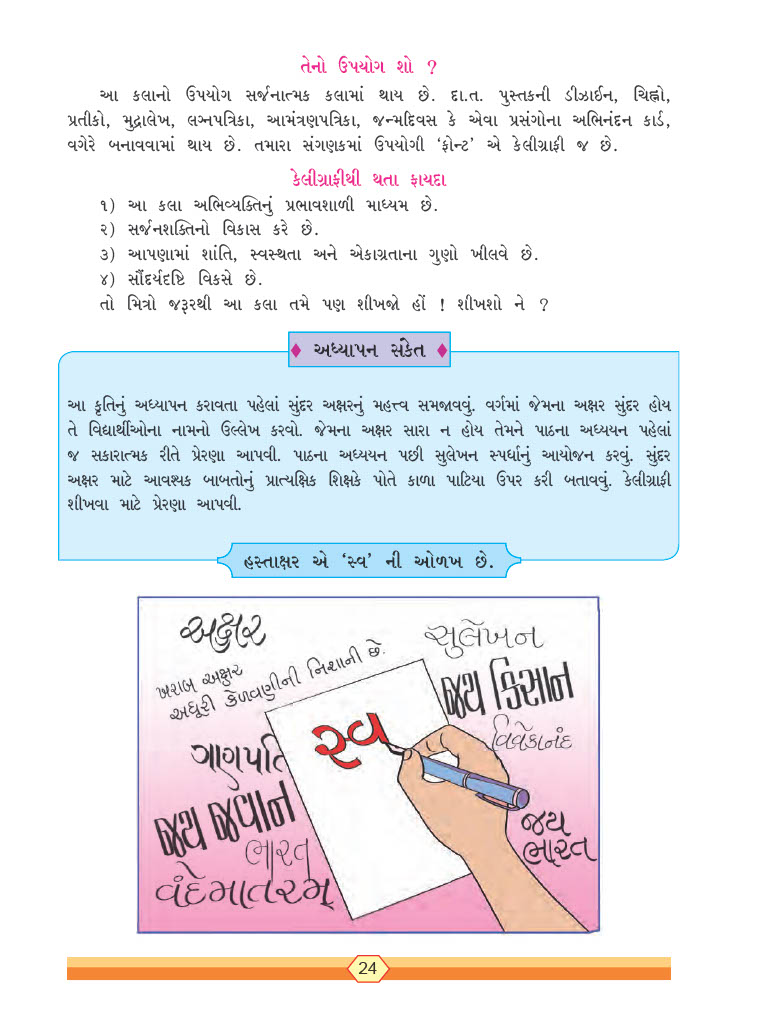 તેનો ઉપયોગ શો ?
આ કલાનો ઉપયોગ સર્જનાત્મક કલામાં થાય છે. દા.ત. પુસ્તકની ડીઝાઈન, ચિહ્નો,
પ્રતીકો, મુદ્રાલેખ, લગ્નપત્રિકા, આમંત્રણપત્રિકા, જન્મદિવસ કે એવા પ્રસંગોના અભિનંદન કાર્ડ,
વગેરે બનાવવામાં થાય છે. તમારા સંગણકમાં ઉપયોગી ‘ફોન્ટ’ એ કેલીગ્રાફી જ છે.
કેલીગ્રાફીથી થતા ફાયદા
૧) આ કલા અભિવ્યક્તિનું પ્રભાવશાળી માધ્યમ છે.
૨) સર્જનશક્તિનો વિકાસ કરે છે.
૩) આપણામાં શાંતિ, સ્વસ્થતા અને એકાગ્રતાના ગુણો ખીલવે છે.
૪) સૌંદર્યદૃષ્ટિ વિકસે છે.
તો મિત્રો જરૂરથી આ કલા તમે પણ શીખજો હોં ! શીખશો ને ?
♦ અધ્યાપન સંકેત ♦
આ કૃતિનું અધ્યાપન કરાવતા પહેલાં સુંદર અક્ષરનું મહત્ત્વ સમજાવવું. વર્ગમાં જેમના અક્ષર સુંદર હોય
તે વિદ્યાર્થીઓના નામનો ઉલ્લેખ કરવો. જેમના અક્ષર સારા ન હોય તેમને પાઠના અધ્યયન પહેલાં
જ સકારાત્મક રીતે પ્રેરણા આપવી. પાઠના અધ્યયન પછી સુલેખન સ્પર્ધાનું આયોજન કરવું. સુંદર
અક્ષર માટે આવશ્યક બાબતોનું પ્રાત્યક્ષિક શિક્ષકે પોતે કાળા પાટિયા ઉપર કરી બતાવવું. કેલીગ્રાફી
શીખવા માટે પ્રેરણા આપવી.
હસ્તાક્ષર એ ‘સ્વ’ ની ઓળખ છે.
અક્ષર
સુલેખન
ખરાબ અક્ષર
અધૂરી કેળવણીની નિશાની છે.
જય કિસાન
સ્વ
વિવેકાનંદ
ગણપતિ
જય જવાન
જય
ભારત
ભારત
વંદેમાતરમ્
24